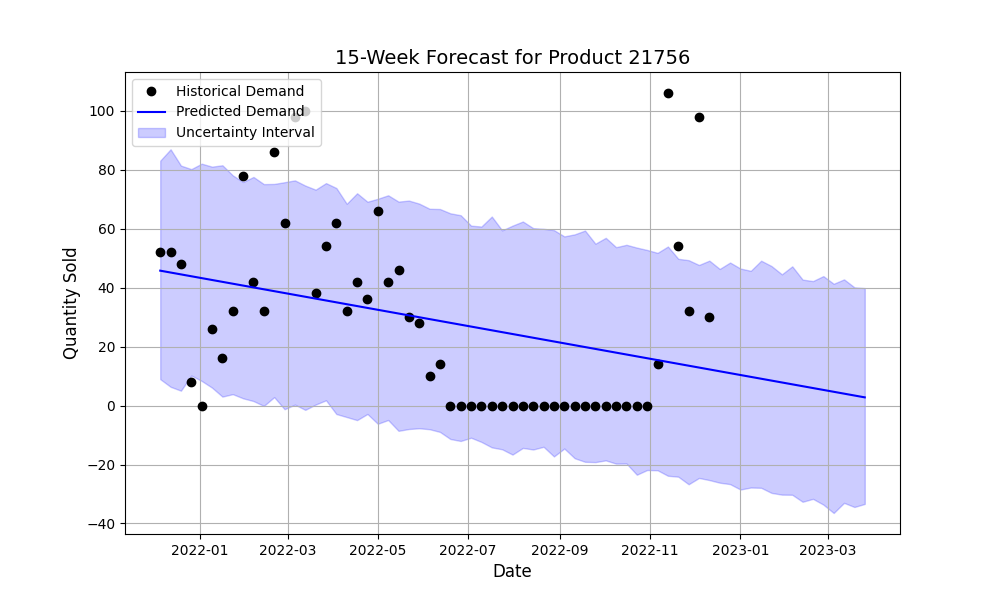 15-Week Forecast for Product 21756
Historical Demand
Predicted Demand
Uncertainty Interval
Quantity Sold
100
80
60
40
20
0
−20
−40
2022-01 2022-03 2022-05 2022-07 2022-09 2022-11 2023-01 2023-03
Date